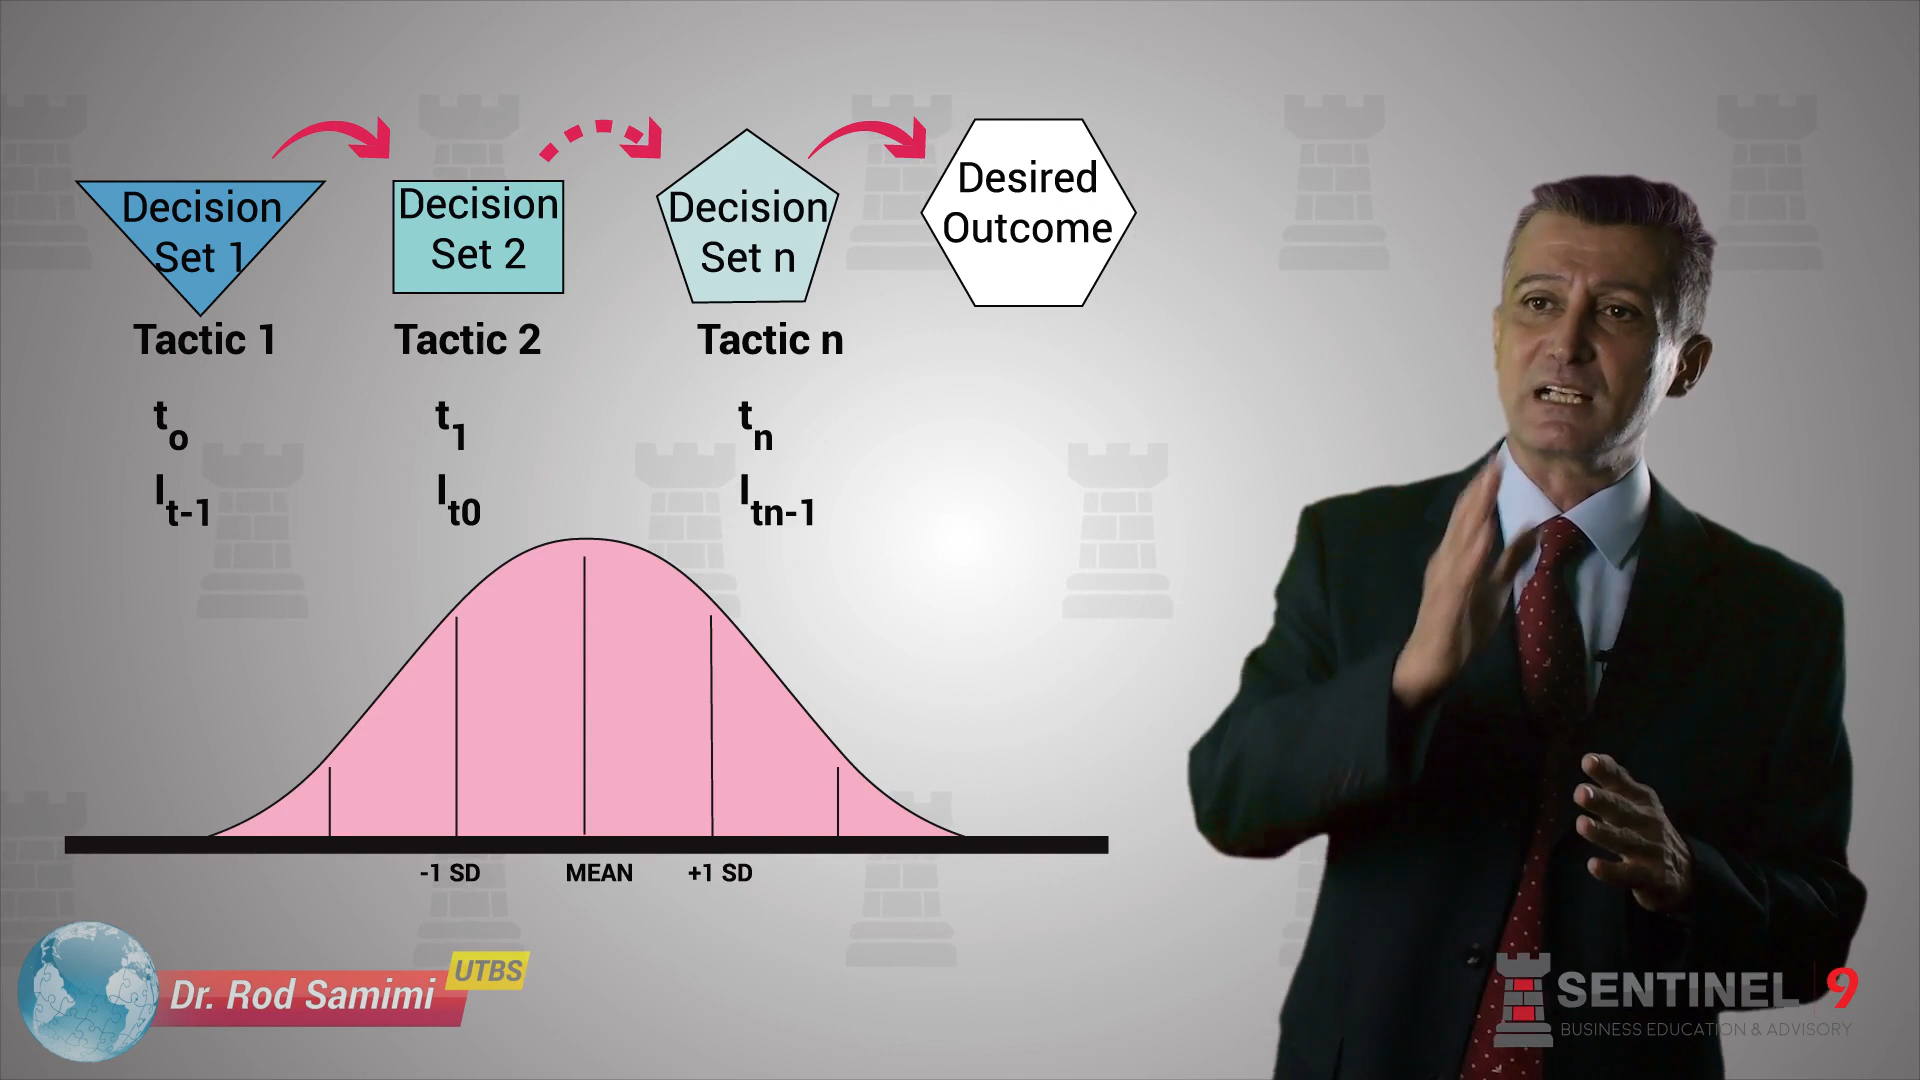 Decision
Set 1
Decision
Set 2
Decision
Set n
Desired
Outcome
Tactic 1
Tactic 2
Tactic n
to
t1
tn
It-1
It0
Itn-1
-1 SD
MEAN
+1 SD
Dr. Rod Samimi
UTBS
SENTINEL 9
BUSINESS EDUCATION & ADVISORY